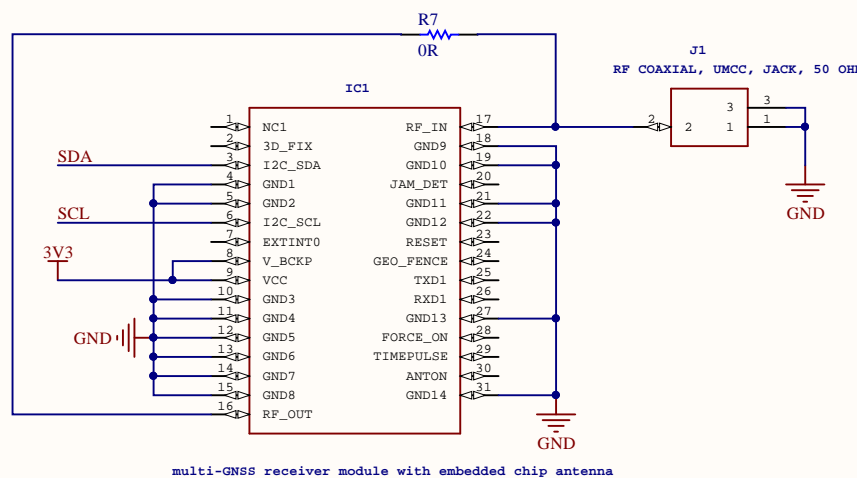 R7
0R
J1
RF COAXIAL, UMCC, JACK, 50 OH
IC1
1 NC1 RF_IN 17
2 3D_FIX GND9 18
SDA 3 I2C_SDA GND10 19
4 GND1 JAM_DET 20
5 GND2 GND11 21
SCL 6 I2C_SCL GND12 22
7 EXTINT0 RESET 23
3V3 8 V_BCKP GEO_FENCE 24
9 VCC TXD1 25
10 GND3 RXD1 26
11 GND4 GND13 27
GND 12 GND5 FORCE_ON 28
13 GND6 TIMEPULSE 29
14 GND7 ANTON 30
15 GND8 GND14 31
16 RF_OUT
3 3
2 2 1 1
GND
GND
multi-GNSS receiver module with embedded chip antenna